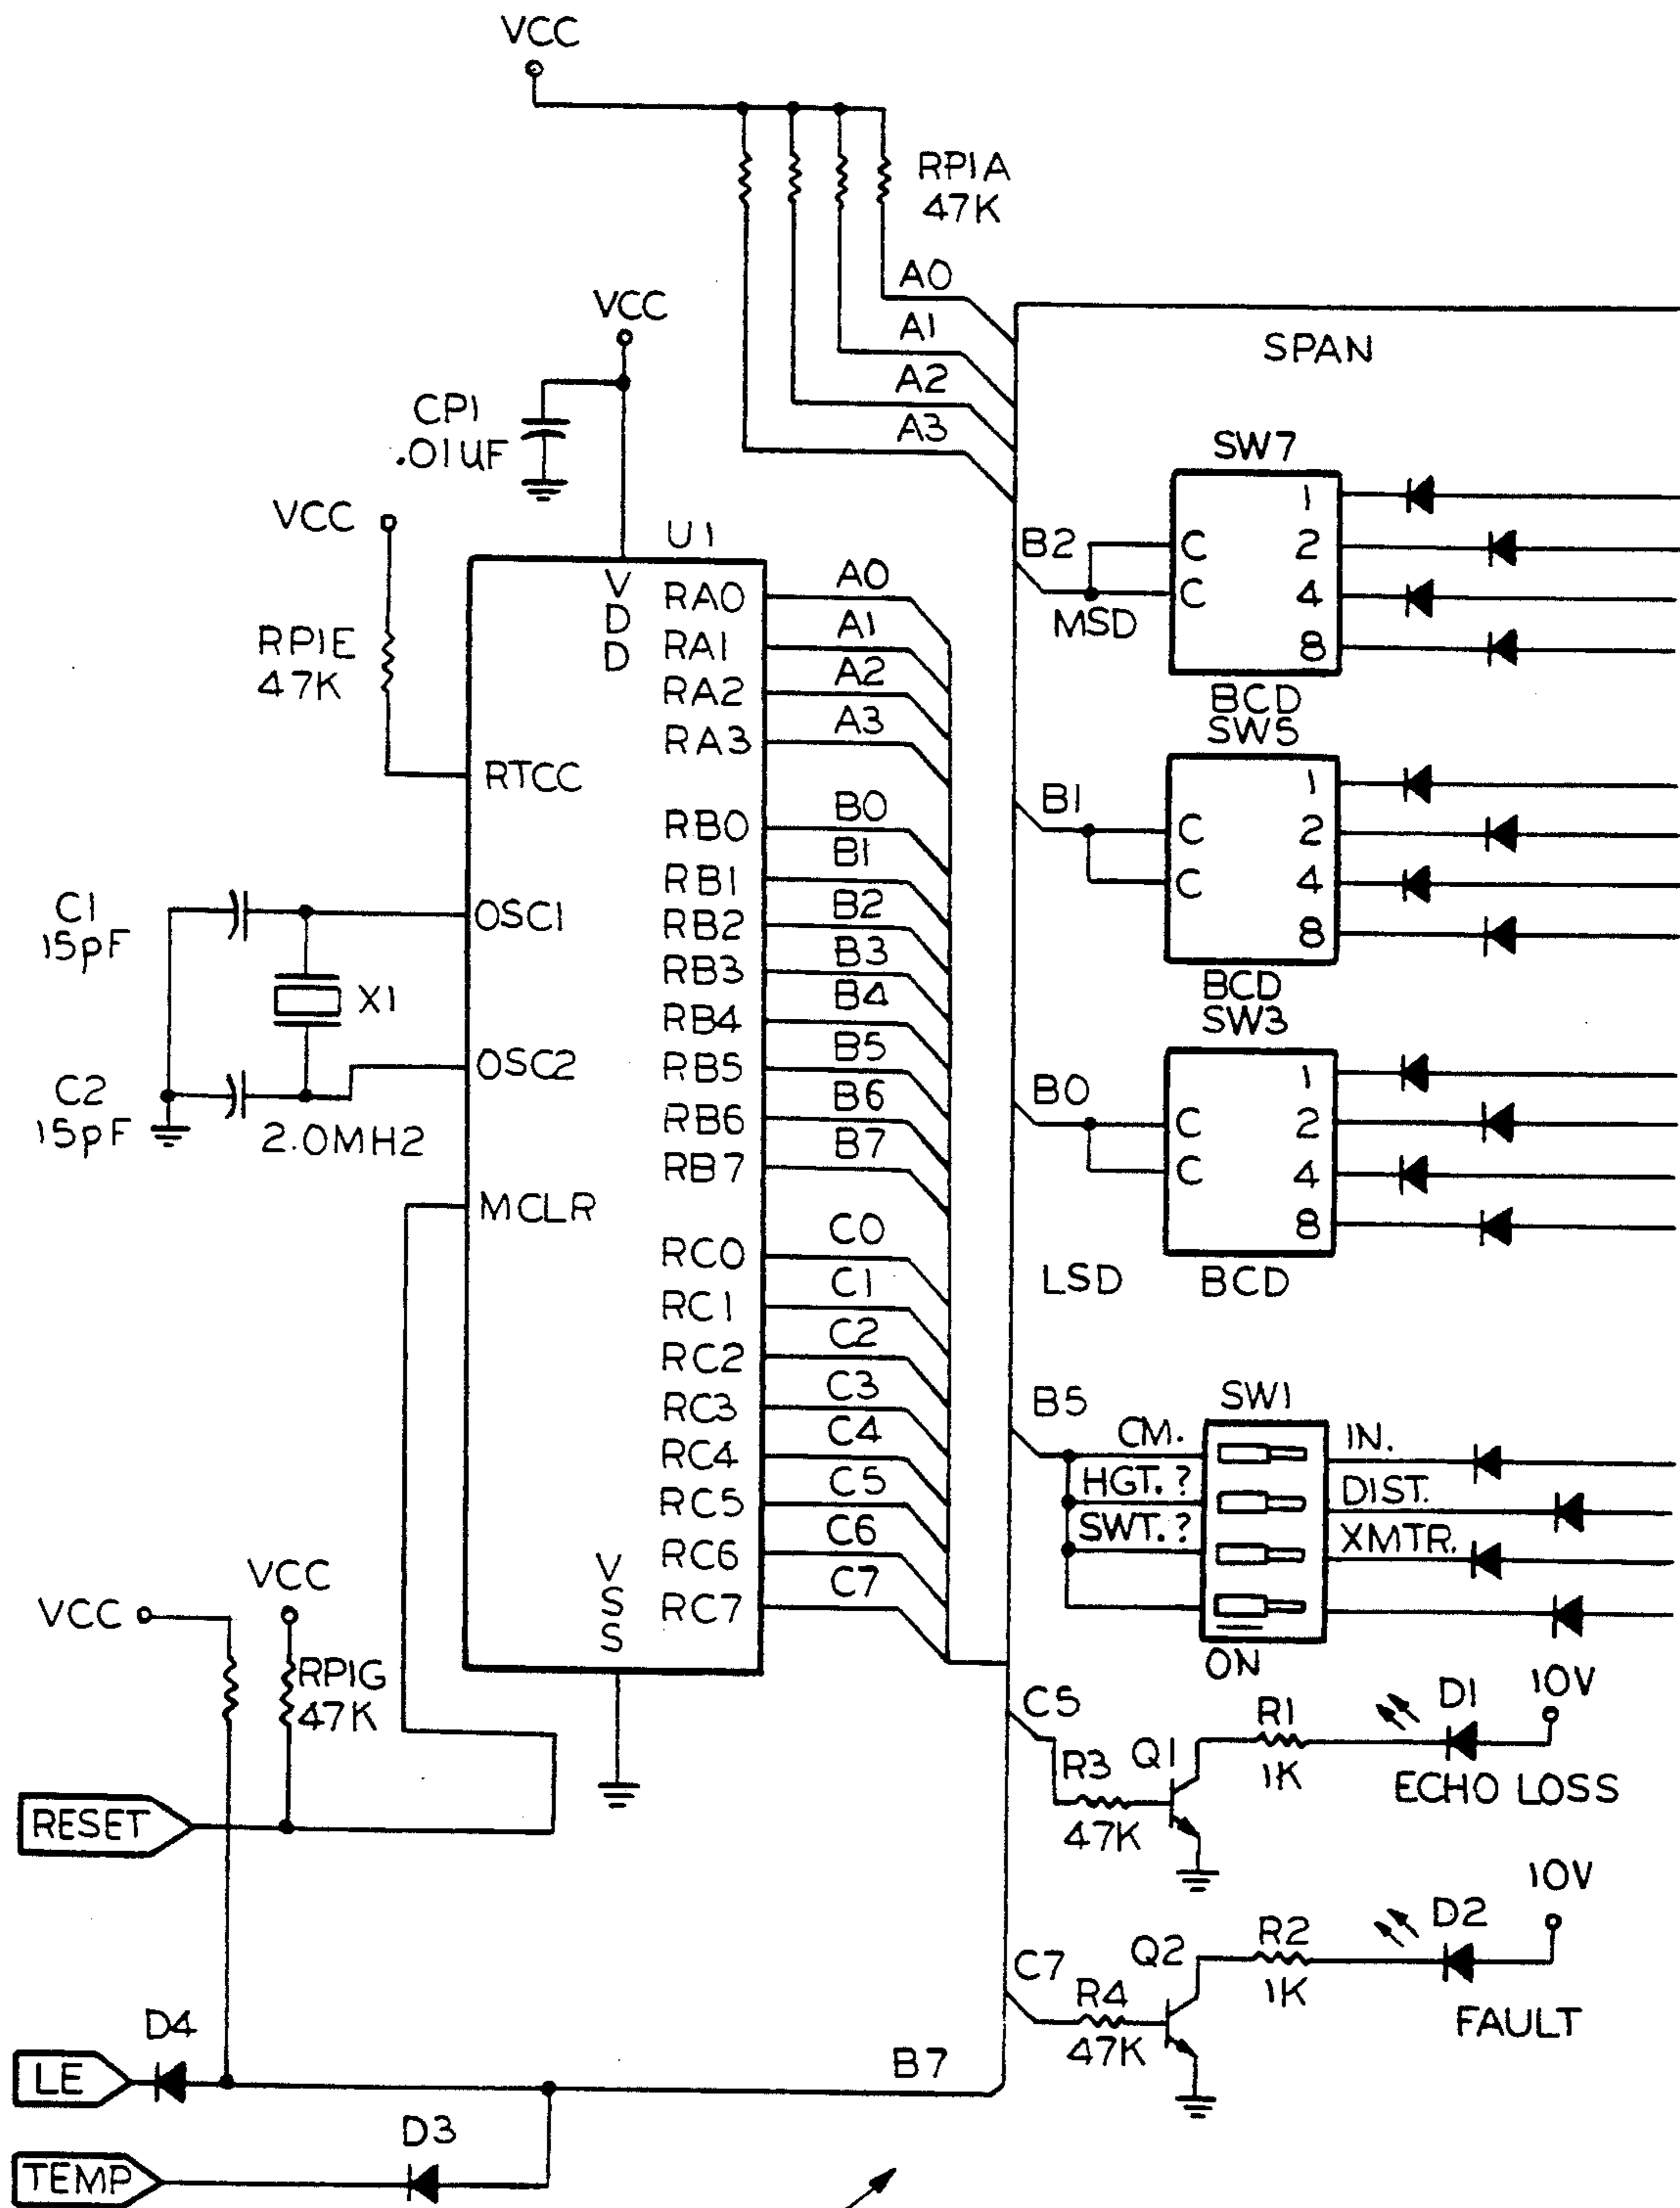 VCC
RP1A
47K
A0
A1
A2
A3
SPAN
VCC
CP1
.01UF
VCC
RP1E
47K
U1
VDD
RTCC
OSC1
OSC2
MCLR
VSS
RA0
RA1
RA2
RA3
RB0
RB1
RB2
RB3
RB4
RB5
RB6
RB7
RC0
RC1
RC2
RC3
RC4
RC5
RC6
RC7
A0
A1
A2
A3
B0
B1
B2
B3
B4
B5
B6
B7
C0
C1
C2
C3
C4
C5
C6
C7
C1
15pF
X1
C2
15pF
2.0MH2
SW7
B2
MSD
C
C
1
2
4
8
BCD
SW5
B1
C
C
1
2
4
8
BCD
SW3
B0
C
C
1
2
4
8
LSD
BCD
B5
SW1
CM.
IN.
HGT. ?
DIST.
SWT. ?
XMTR.
ON
VCC
VCC
RP1G
47K
RESET
C5
R3
47K
Q1
R1
1K
D1
10V
ECHO LOSS
C7
R4
47K
Q2
R2
1K
D2
10V
FAULT
D4
LE
B7
D3
TEMP